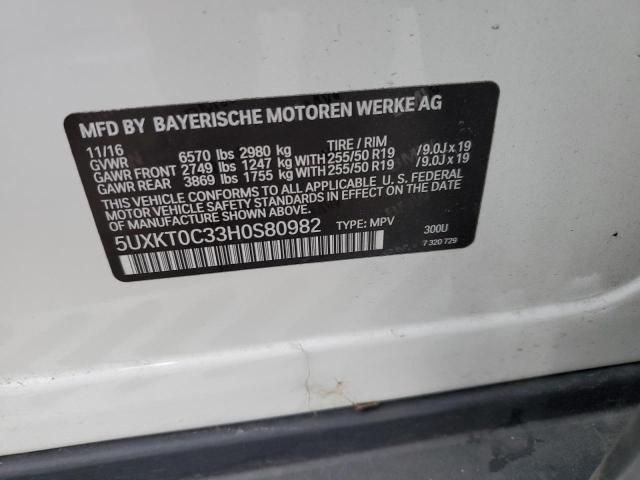 MFD BY BAYERISCHE MOTOREN WERKE AG
11/16 TIRE / RIM
GVWR 6570 lbs 2980 kg
GAWR FRONT 2749 lbs 1247 kg WITH 255/50 R19 /9.0J x 19
GAWR REAR 3869 lbs 1755 kg WITH 255/50 R19 /9.0J x 19
THIS VEHICLE CONFORMS TO ALL APPLICABLE U. S. FEDERAL
MOTOR VEHICLE SAFETY STANDARDS IN EFFECT ON THE DATE
OF MANUFACTURE SHOWN ABOVE.
5UXKT0C33H0S80982 TYPE: MPV 300U
7 320 729